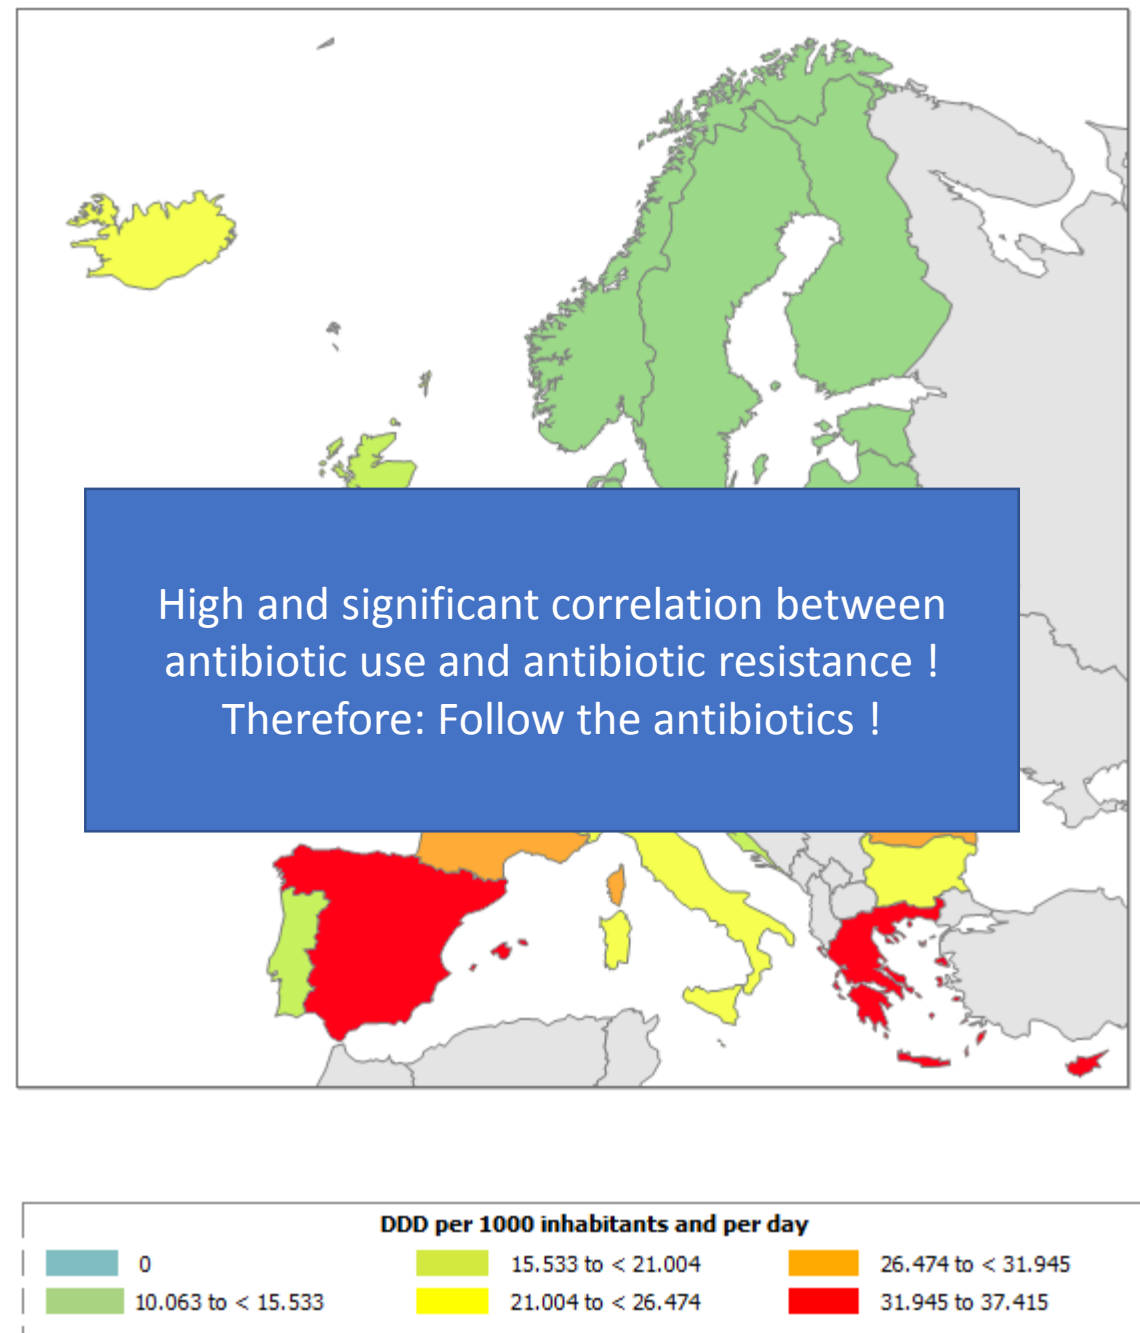 High and significant correlation between
antibiotic use and antibiotic resistance !
Therefore: Follow the antibiotics !
DDD per 1000 inhabitants and per day
0 15.533 to < 21.004 26.474 to < 31.945
10.063 to < 15.533 21.004 to < 26.474 31.945 to 37.415